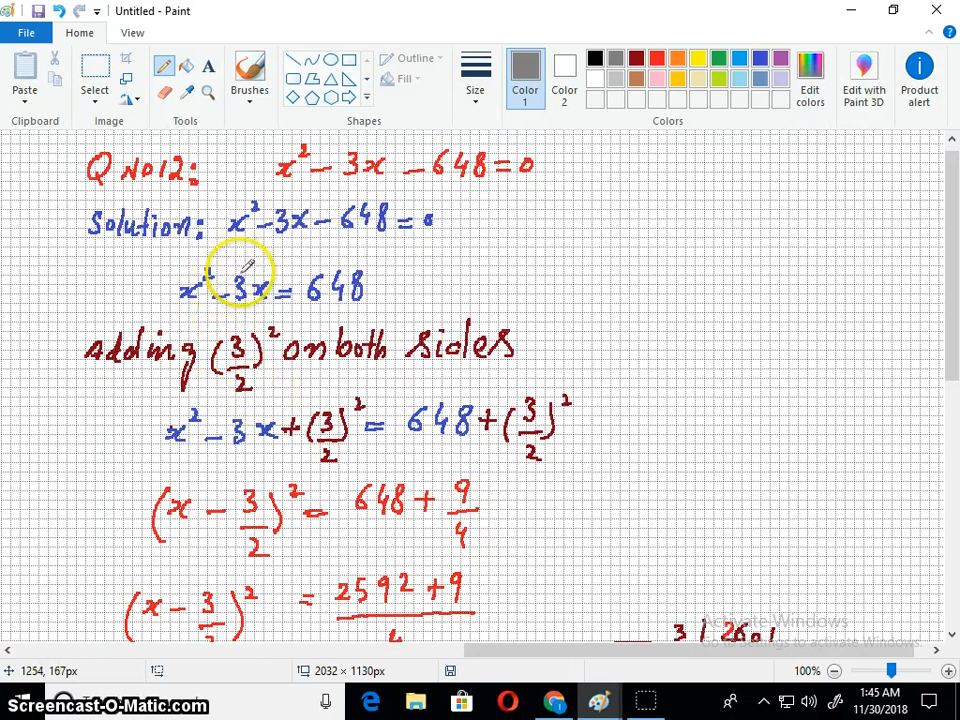 Untitled - Paint
File Home View
Paste Select Brushes Outline Fill Size Color 1 Color 2 Edit colors Edit with Paint 3D Product alert
Clipboard Image Tools Shapes Colors
Q No12: x² - 3x - 648 = 0
Solution: x² - 3x - 648 = 0
x² - 3x = 648
Adding (3/2)² on both sides
x² - 3x + (3/2)² = 648 + (3/2)²
(x - 3/2)² = 648 + 9/4
(x - 3/2)² = 2592 + 9 / 4
3 | 2601
Activate Windows
Go to Settings to activate Windows.
1254, 167px 2032 × 1130px 100%
1:45 AM
11/30/2018
Screencast-O-Matic.com